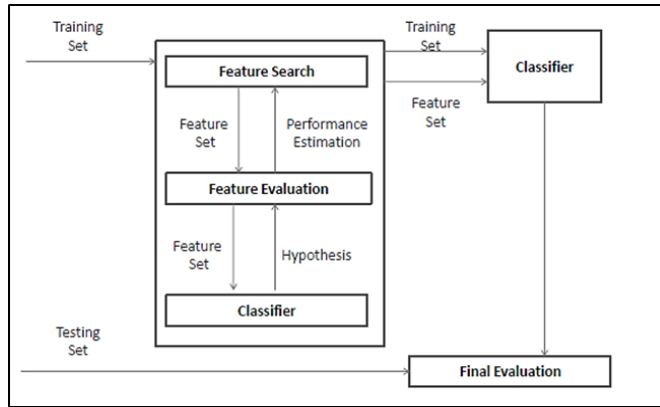 Training
Set
Feature Search
Training
Set
Classifier
Feature
Set
Performance
Estimation
Feature
Set
Feature Evaluation
Feature
Set
Hypothesis
Classifier
Testing
Set
Final Evaluation